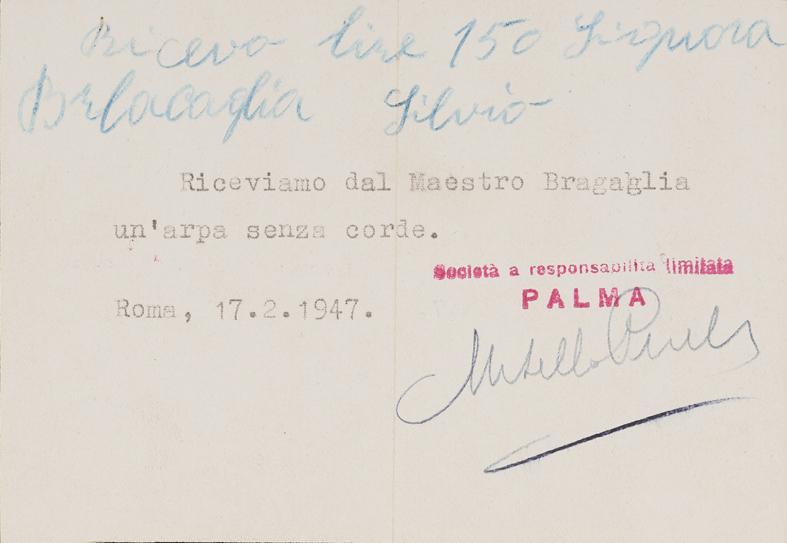 Ricevo lire 150 Signora
Silvio
Riceviamo dal Maestro Bragaglia
un'arpa senza corde.
Società a responsabilità limitata
PALMA
Roma, 17.2.1947.